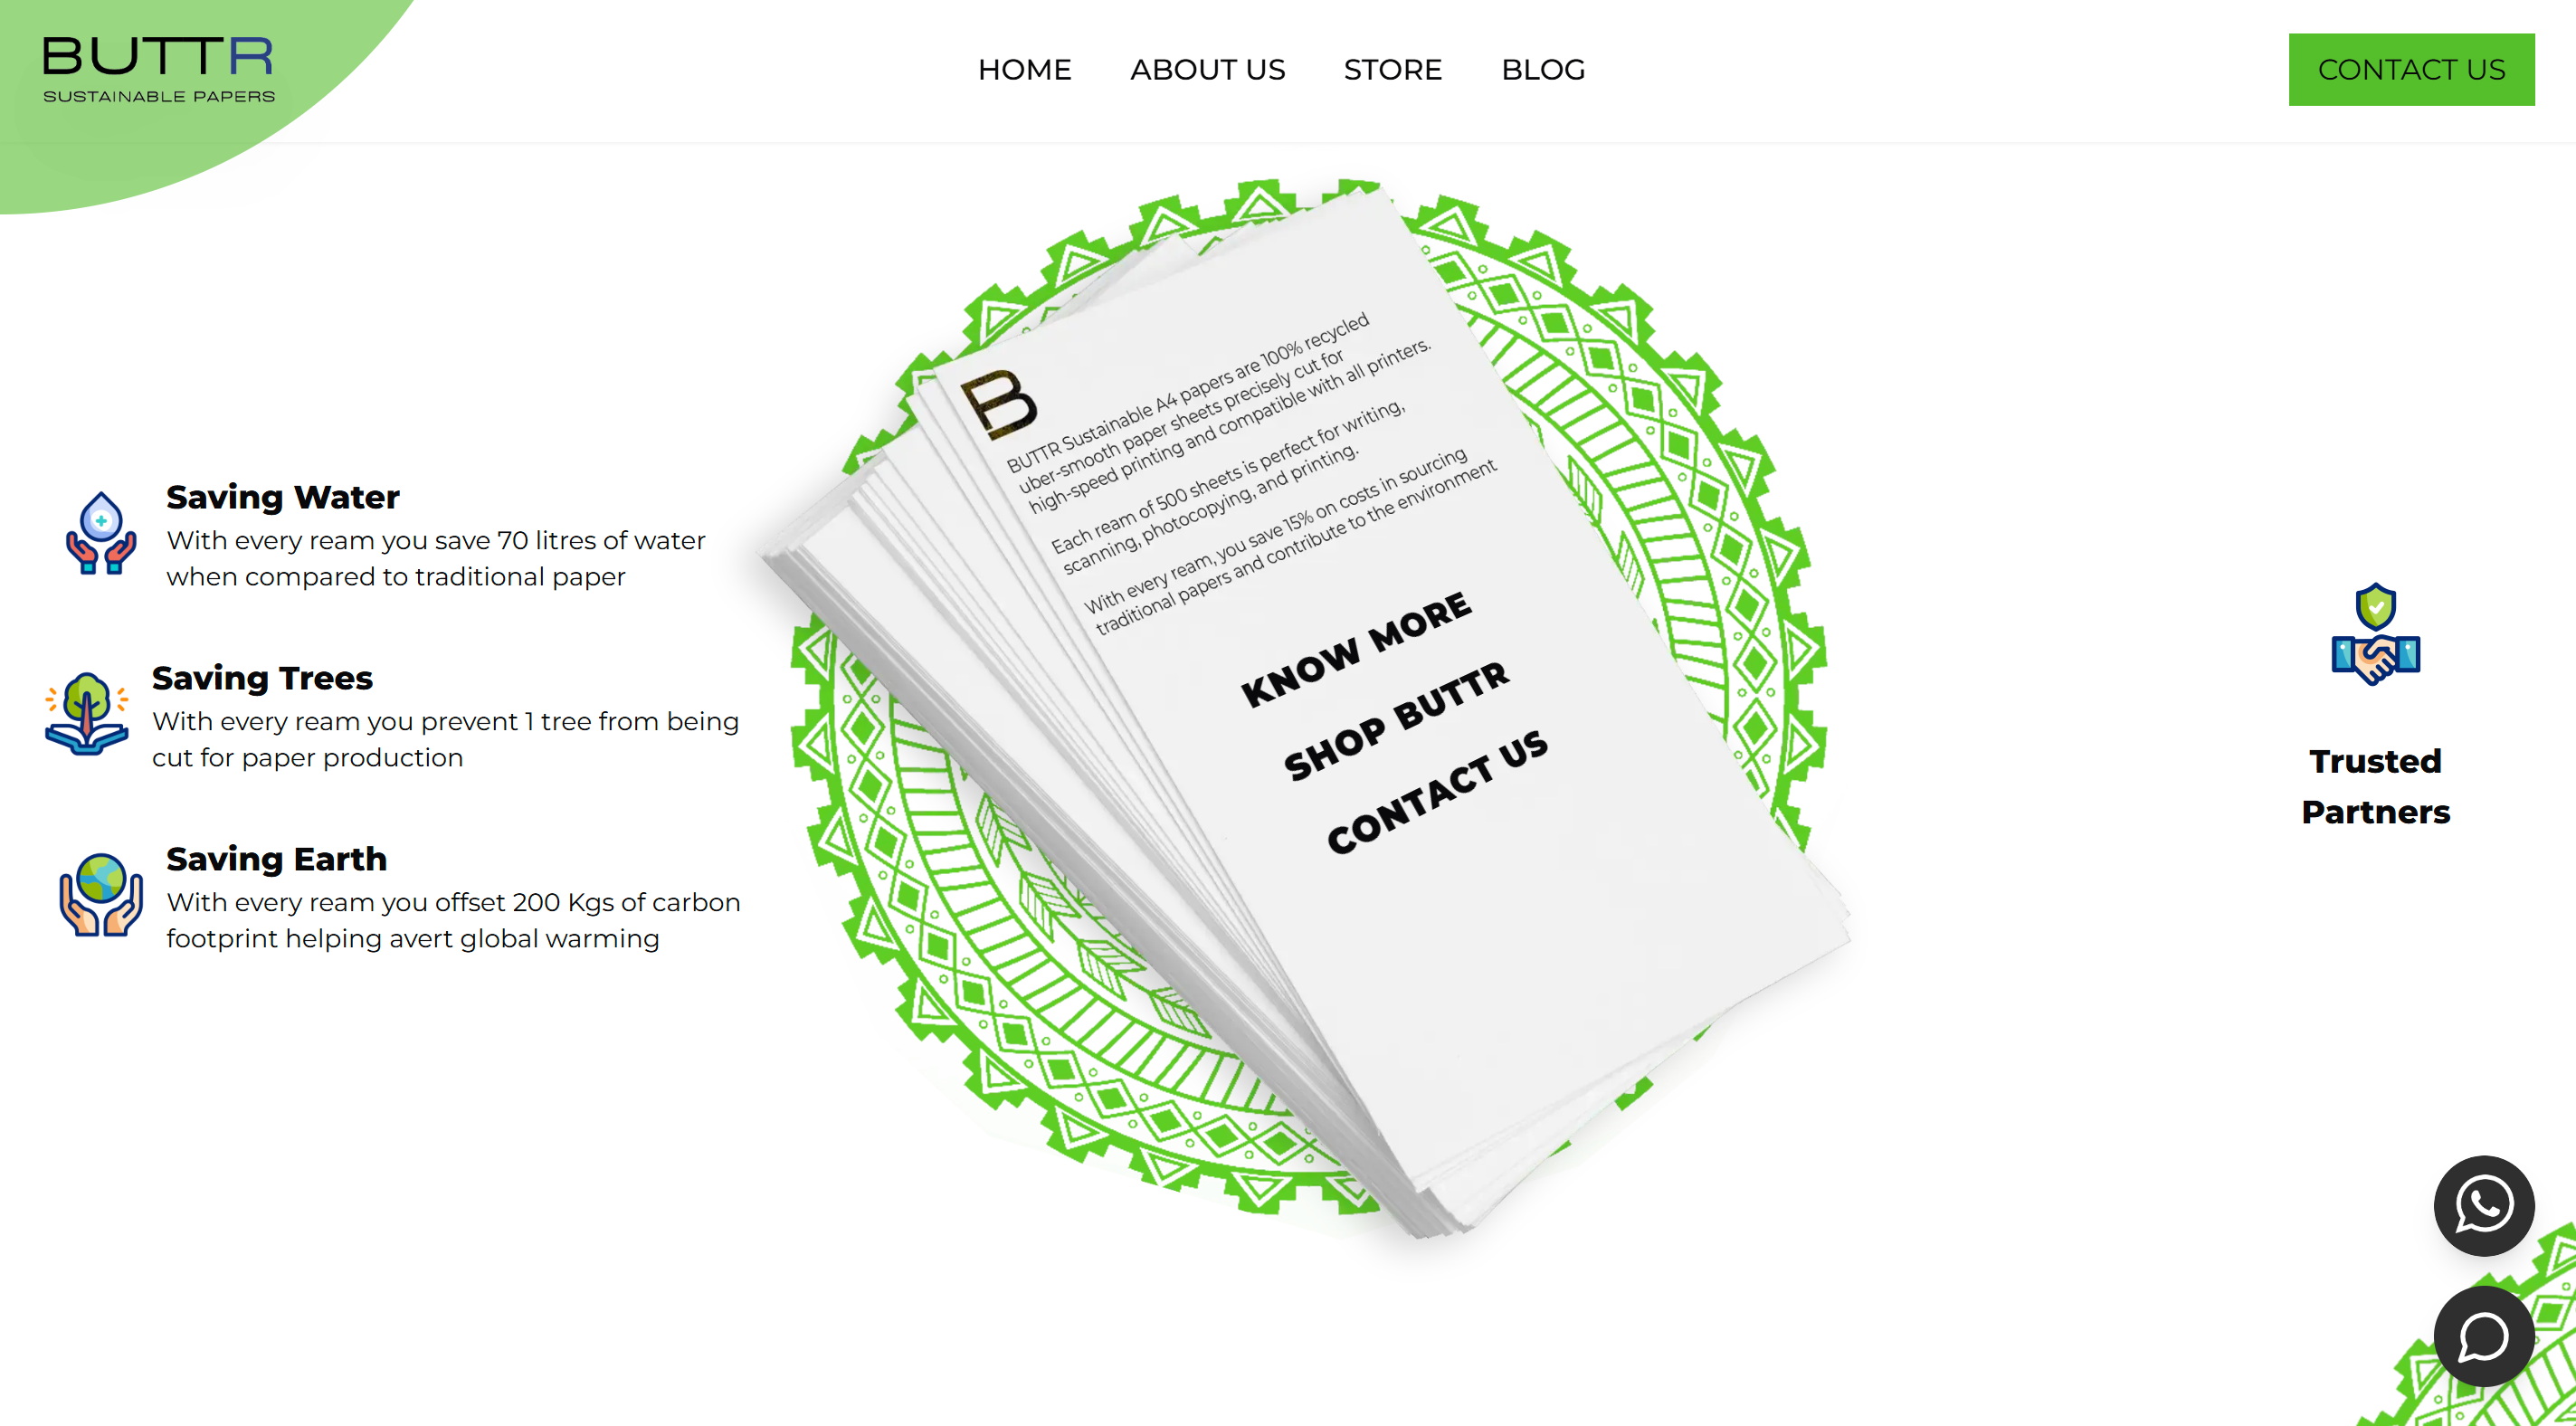 BUTTR
SUSTAINABLE PAPERS
HOME
ABOUT US
STORE
BLOG
CONTACT US
Saving Water
With every ream you save 70 litres of water
when compared to traditional paper
Saving Trees
With every ream you prevent 1 tree from being
cut for paper production
Saving Earth
With every ream you offset 200 Kgs of carbon
footprint helping avert global warming
B
BUTTR Sustainable A4 papers are 100% recycled
uber-smooth paper sheets precisely cut for
high-speed printing and compatible with all printers.
Each ream of 500 sheets is perfect for writing,
scanning, photocopying, and printing.
With every ream, you save 15% on costs in sourcing
traditional papers and contribute to the environment
KNOW MORE
SHOP BUTTR
CONTACT US
Trusted
Partners